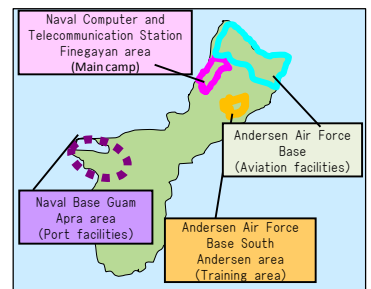 Naval Computer and
Telecommunication Station
Finegayan area
(Main camp)
Andersen Air Force
Base
(Aviation facilities)
Naval Base Guam
Apra area
(Port facilities)
Andersen Air Force
Base South
Andersen area
(Training area)